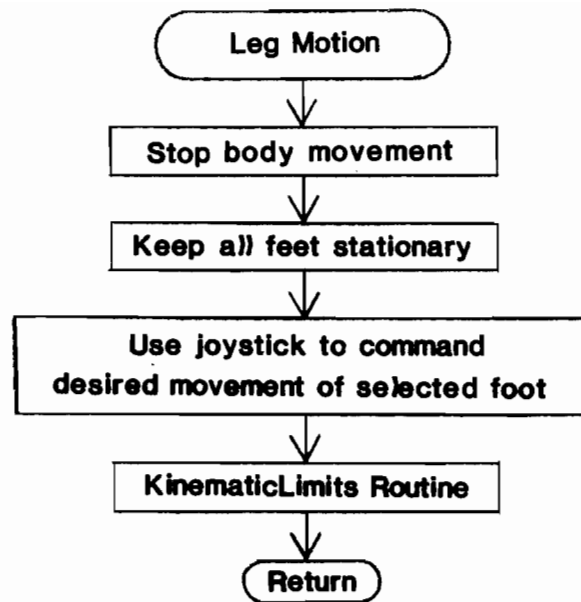 Leg Motion
Stop body movement
Keep all feet stationary
Use joystick to command
desired movement of selected foot
KinematicLimits Routine
Return